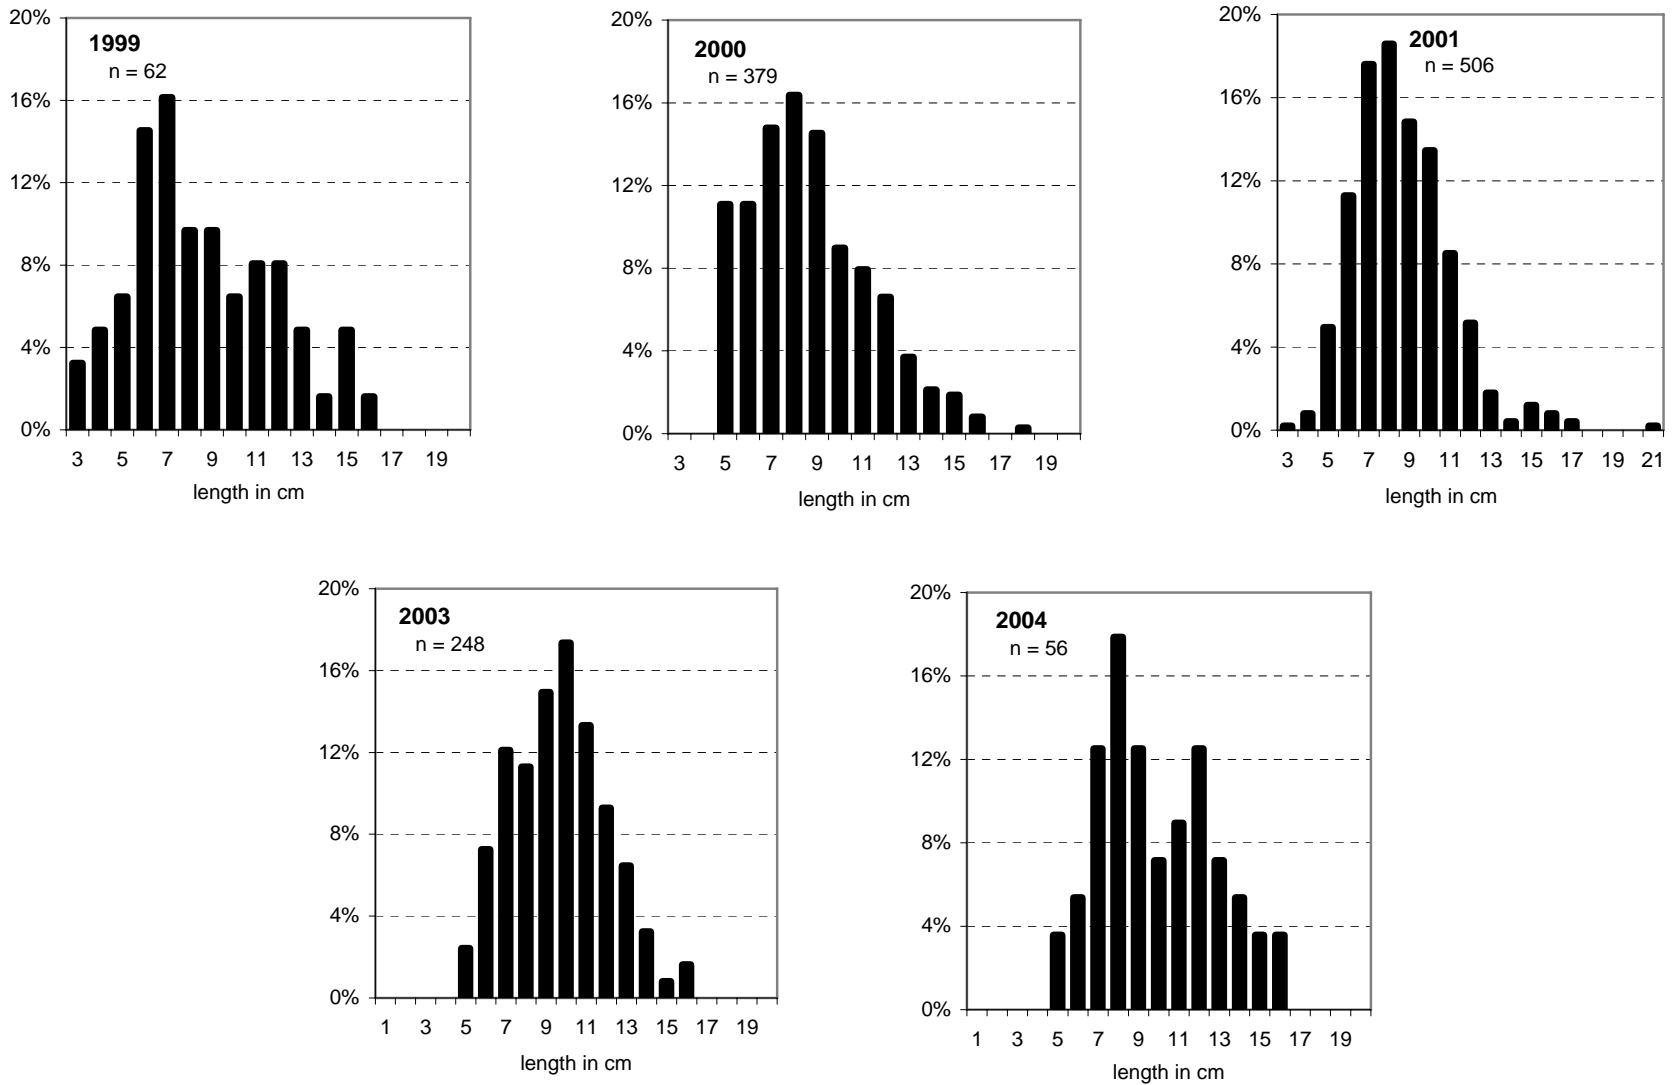 1999
n = 62
20%
16%
12%
8%
4%
0%
3 5 7 9 11 13 15 17 19
length in cm
2000
n = 379
20%
16%
12%
8%
4%
0%
3 5 7 9 11 13 15 17 19
length in cm
2001
n = 506
20%
16%
12%
8%
4%
0%
3 5 7 9 11 13 15 17 19 21
length in cm
2003
n = 248
20%
16%
12%
8%
4%
0%
1 3 5 7 9 11 13 15 17 19
length in cm
2004
n = 56
20%
16%
12%
8%
4%
0%
1 3 5 7 9 11 13 15 17 19
length in cm